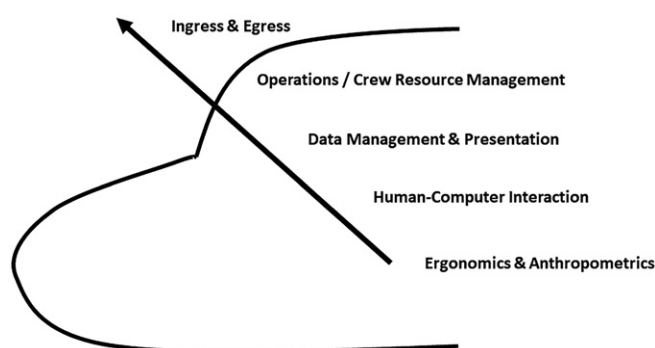 Ingress & Egress
Operations / Crew Resource Management
Data Management & Presentation
Human-Computer Interaction
Ergonomics & Anthropometrics